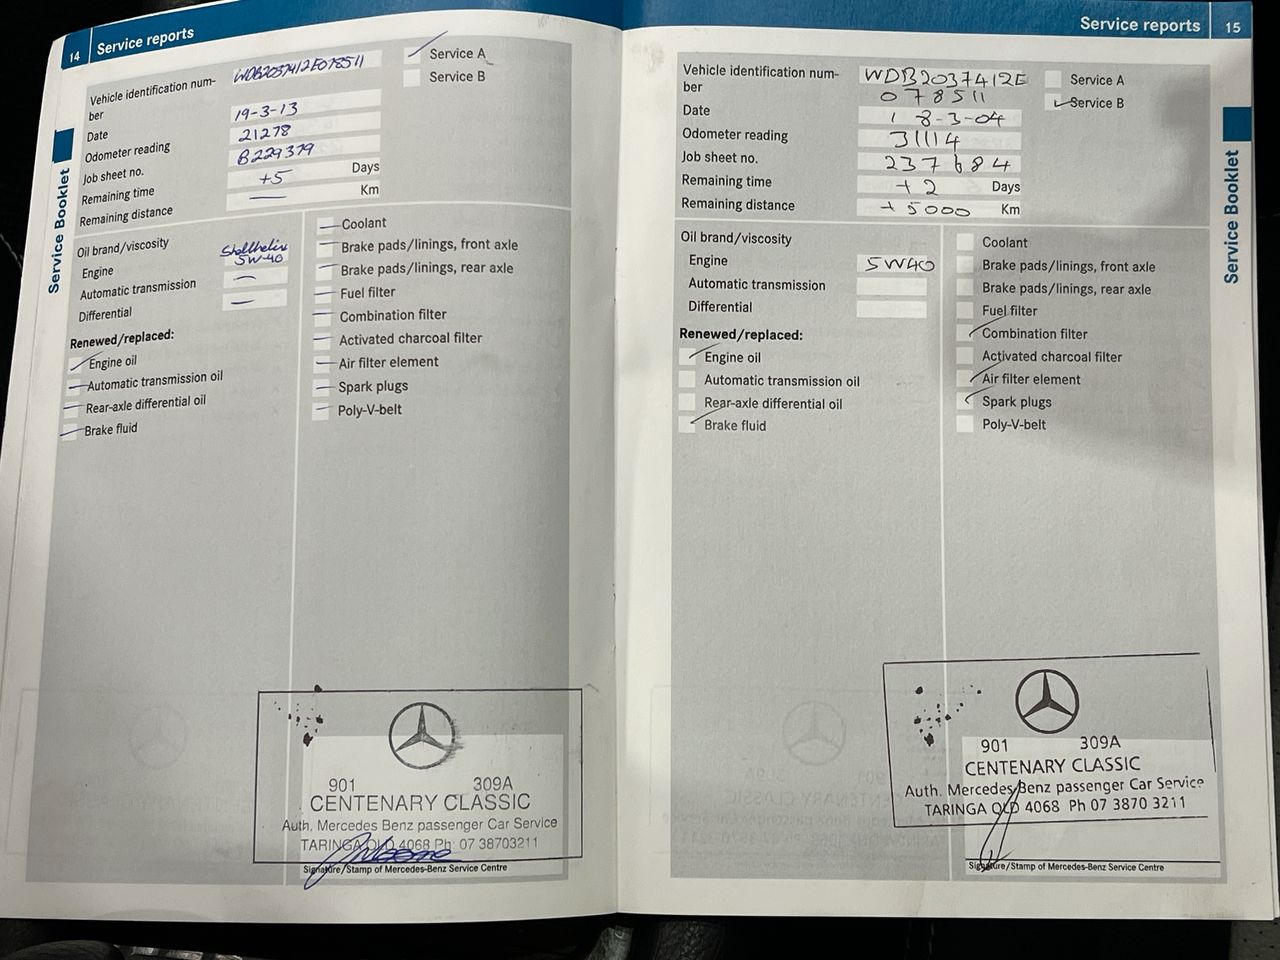 14 Service reports
Vehicle identification num-
ber WDB2037412E078511
Service A
Service B
Date 19-3-13
Odometer reading 21278
Job sheet no. B229379
Remaining time +5 Days
Remaining distance — Km
Oil brand/viscosity
Engine Shellhelix
5W-40
Automatic transmission —
Differential —
Renewed/replaced:
Engine oil
Automatic transmission oil
Rear-axle differential oil
Brake fluid
Coolant
Brake pads/linings, front axle
Brake pads/linings, rear axle
Fuel filter
Combination filter
Activated charcoal filter
Air filter element
Spark plugs
Poly-V-belt
Service Booklet
901 309A
CENTENARY CLASSIC
Auth. Mercedes Benz passenger Car Service
TARINGA QLD 4068 Ph: 07 38703211
Signature/Stamp of Mercedes-Benz Service Centre
Service reports 15
Vehicle identification num-
ber WDB2037412E
078511
Service A
Service B
Date 18-3-04
Odometer reading 31114
Job sheet no. 237684
Remaining time +2 Days
Remaining distance +5000 Km
Oil brand/viscosity
Engine 5W40
Automatic transmission
Differential
Renewed/replaced:
Engine oil
Automatic transmission oil
Rear-axle differential oil
Brake fluid
Coolant
Brake pads/linings, front axle
Brake pads/linings, rear axle
Fuel filter
Combination filter
Activated charcoal filter
Air filter element
Spark plugs
Poly-V-belt
Service Booklet
901 309A
CENTENARY CLASSIC
Auth. Mercedes Benz passenger Car Service
TARINGA QLD 4068 Ph 07 3870 3211
Signature/Stamp of Mercedes-Benz Service Centre